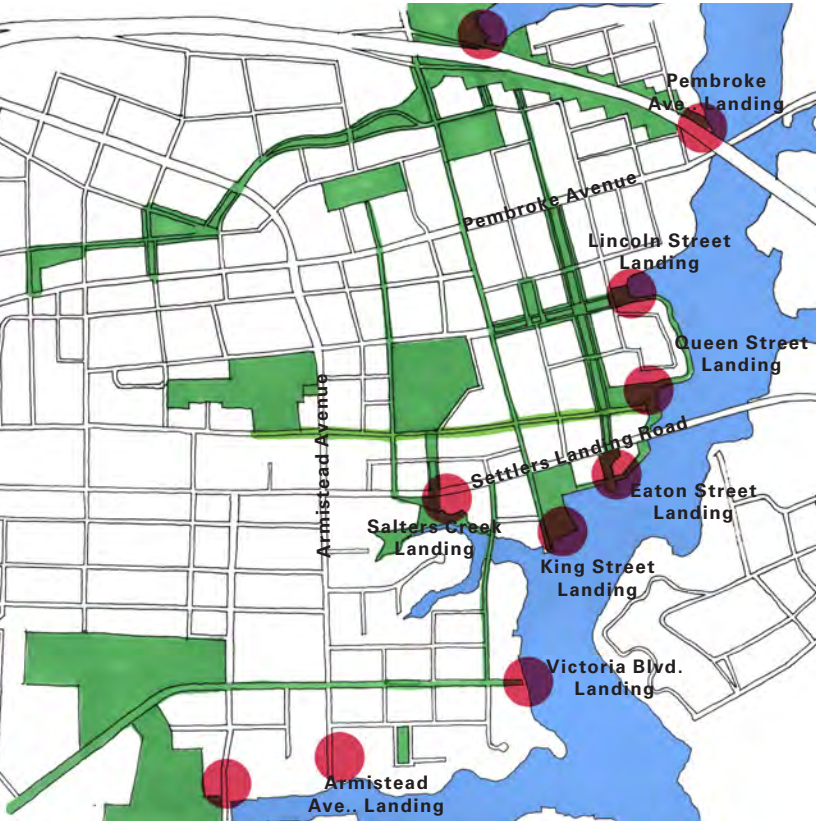 Pembroke
Ave.. Landing
Pembroke Avenue
Lincoln Street
Landing
Queen Street
Landing
Armistead Avenue
Settlers Landing Road
Eaton Street
Landing
Salters Creek
Landing
King Street
Landing
Victoria Blvd.
Landing
Armistead
Ave.. Landing